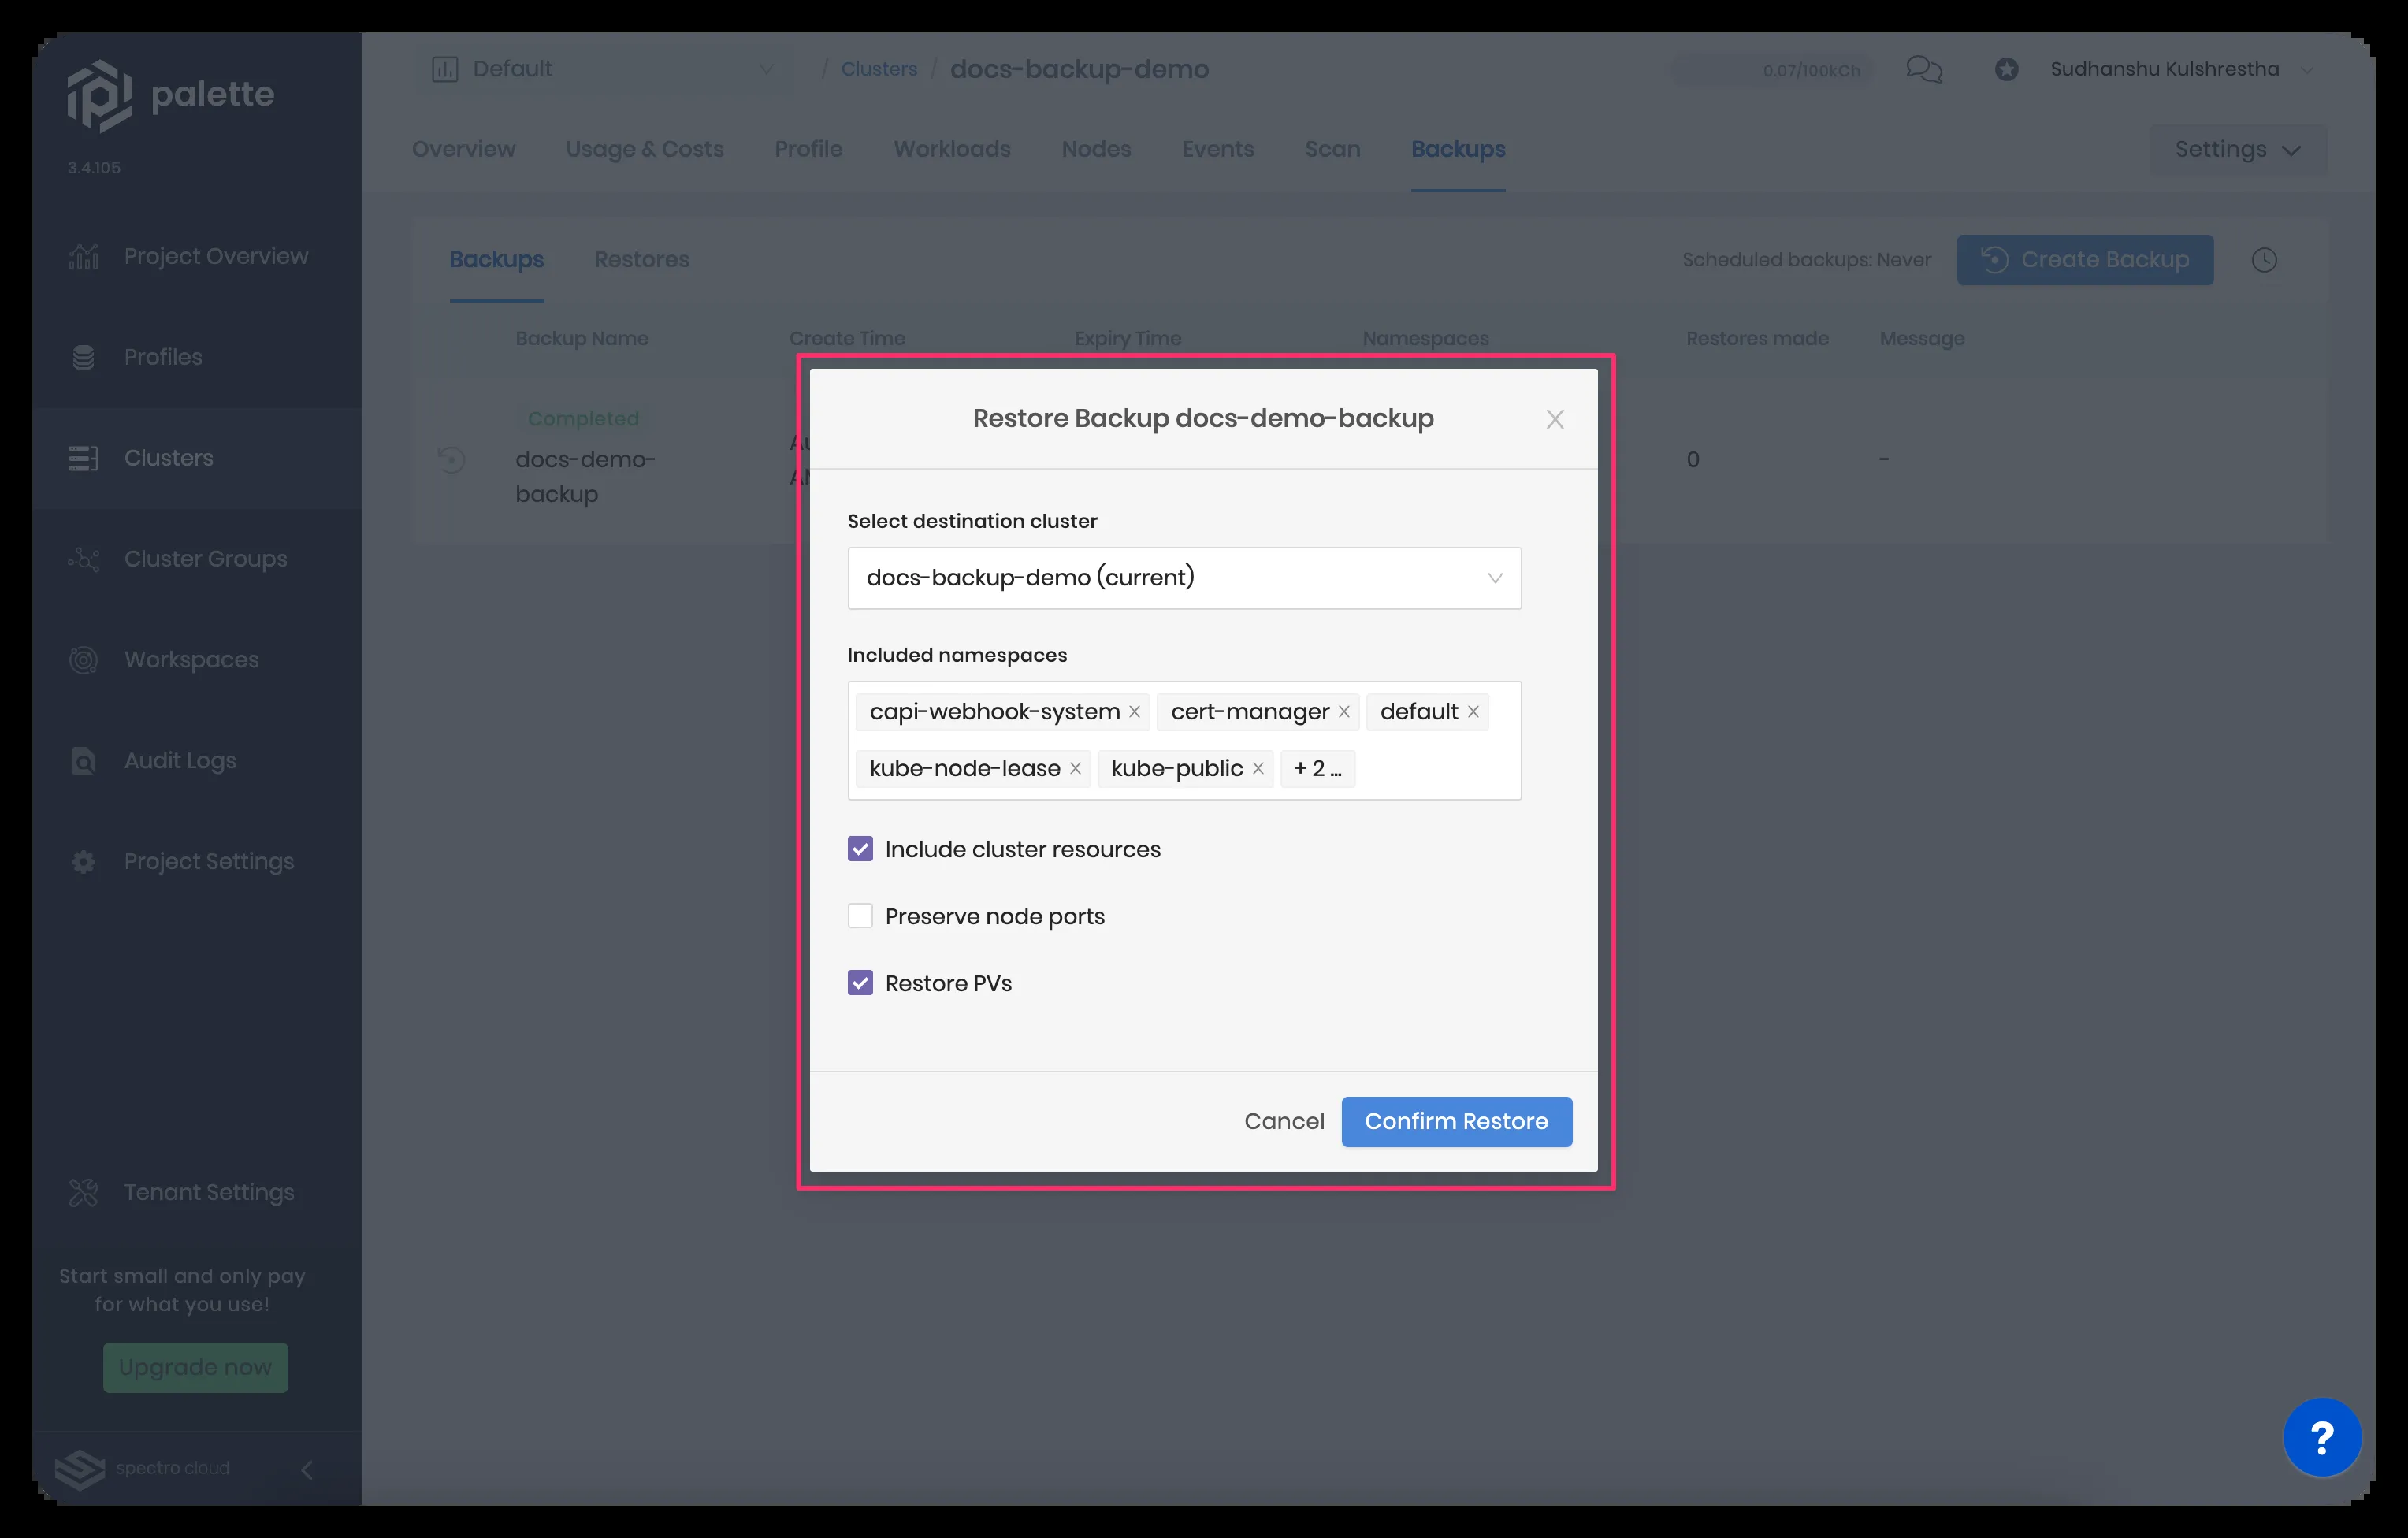 palette
3.4.105
Project Overview
Profiles
Clusters
Cluster Groups
Workspaces
Audit Logs
Project Settings
Tenant Settings
Start small and only pay
for what you use!
Upgrade now
spectro cloud
Default / Clusters / docs-backup-demo
0.07/100kCh
Sudhanshu Kulshrestha
Overview Usage & Costs Profile Workloads Nodes Events Scan Backups Settings
Backups Restores Scheduled backups: Never Create Backup
Backup Name Create Time Expiry Time Namespaces Restores made Message
Completed
docs-demo-
backup
0 -
Restore Backup docs-demo-backup
Select destination cluster
docs-backup-demo (current)
Included namespaces
capi-webhook-system × cert-manager × default ×
kube-node-lease × kube-public × + 2 ...
Include cluster resources
Preserve node ports
Restore PVs
Cancel Confirm Restore
?